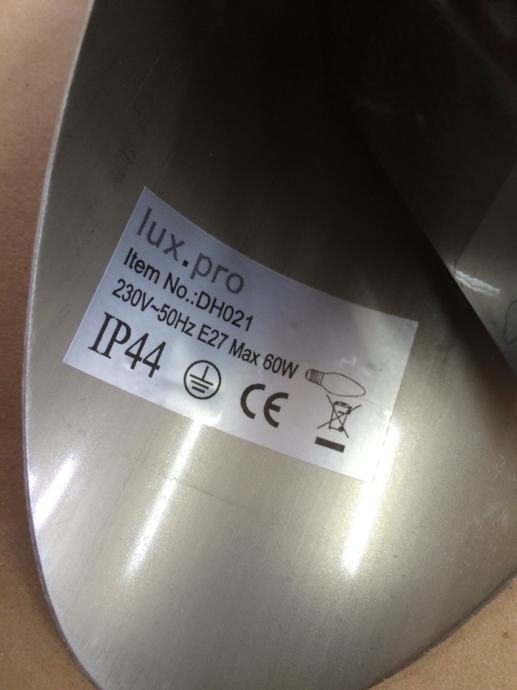 lux.pro
Item No.:DH021
230V~50Hz E27 Max 60W
IP44
CE